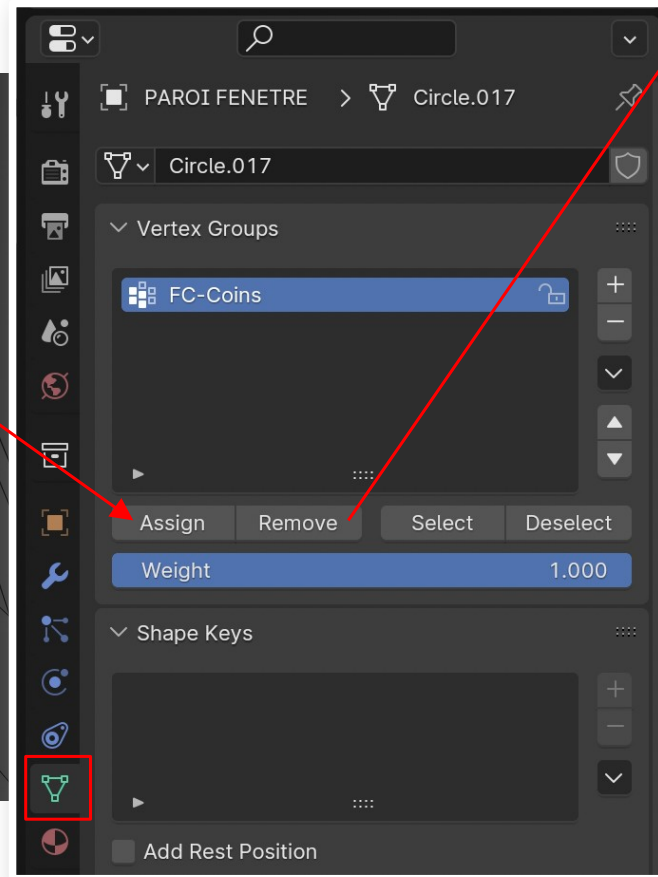 PAROI FENETRE > Circle.017
Circle.017
Vertex Groups
FC-Coins
Assign Remove Select Deselect
Weight 1.000
Shape Keys
Add Rest Position